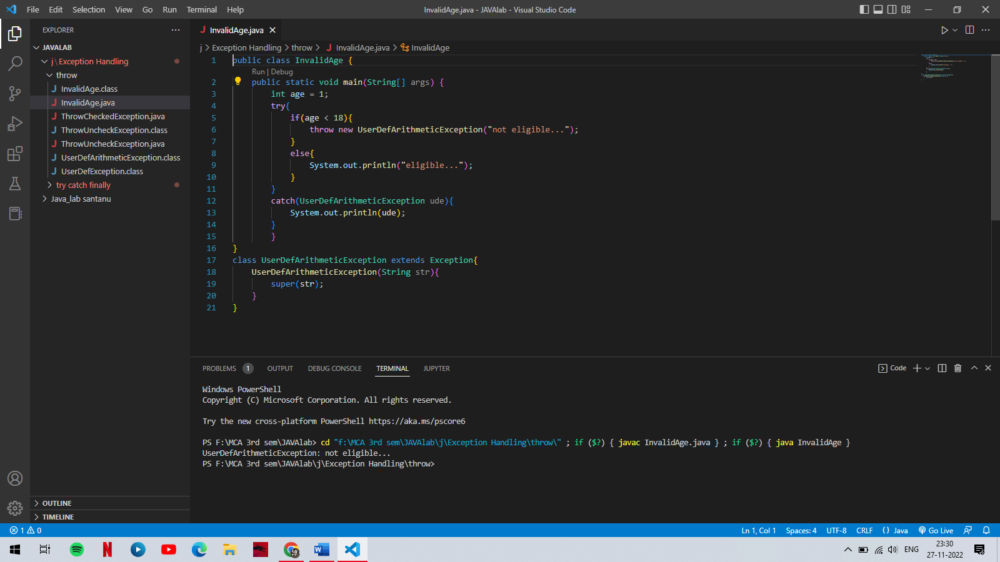 File Edit Selection View Go Run Terminal Help
InvalidAge.java - JAVAlab - Visual Studio Code
EXPLORER
JAVALAB
j\Exception Handling
throw
InvalidAge.class
InvalidAge.java
ThrowCheckedException.java
ThrowUncheckException.class
ThrowUncheckException.java
UserDefArithmeticException.class
UserDefException.class
try catch finally
Java_lab santanu
OUTLINE
TIMELINE
InvalidAge.java
j > Exception Handling > throw > InvalidAge.java > InvalidAge
1 public class InvalidAge {
Run | Debug
2 public static void main(String[] args) {
3 int age = 1;
4 try{
5 if(age < 18){
6 throw new UserDefArithmeticException("not eligible...");
7 }
8 else{
9 System.out.println("eligible...");
10 }
11 }
12 catch(UserDefArithmeticException ude){
13 System.out.println(ude);
14 }
15 }
16 }
17 class UserDefArithmeticException extends Exception{
18 UserDefArithmeticException(String str){
19 super(str);
20 }
21 }
PROBLEMS 1 OUTPUT DEBUG CONSOLE TERMINAL JUPYTER
Code
Windows PowerShell
Copyright (C) Microsoft Corporation. All rights reserved.
Try the new cross-platform PowerShell https://aka.ms/pscore6
PS F:\MCA 3rd sem\JAVAlab> cd "f:\MCA 3rd sem\JAVAlab\j\Exception Handling\throw\" ; if ($?) { javac InvalidAge.java } ; if ($?) { java InvalidAge }
UserDefArithmeticException: not eligible...
PS F:\MCA 3rd sem\JAVAlab\j\Exception Handling\throw>
1 0
Ln 1, Col 1 Spaces: 4 UTF-8 CRLF {} Java Go Live
ENG
23:30
27-11-2022